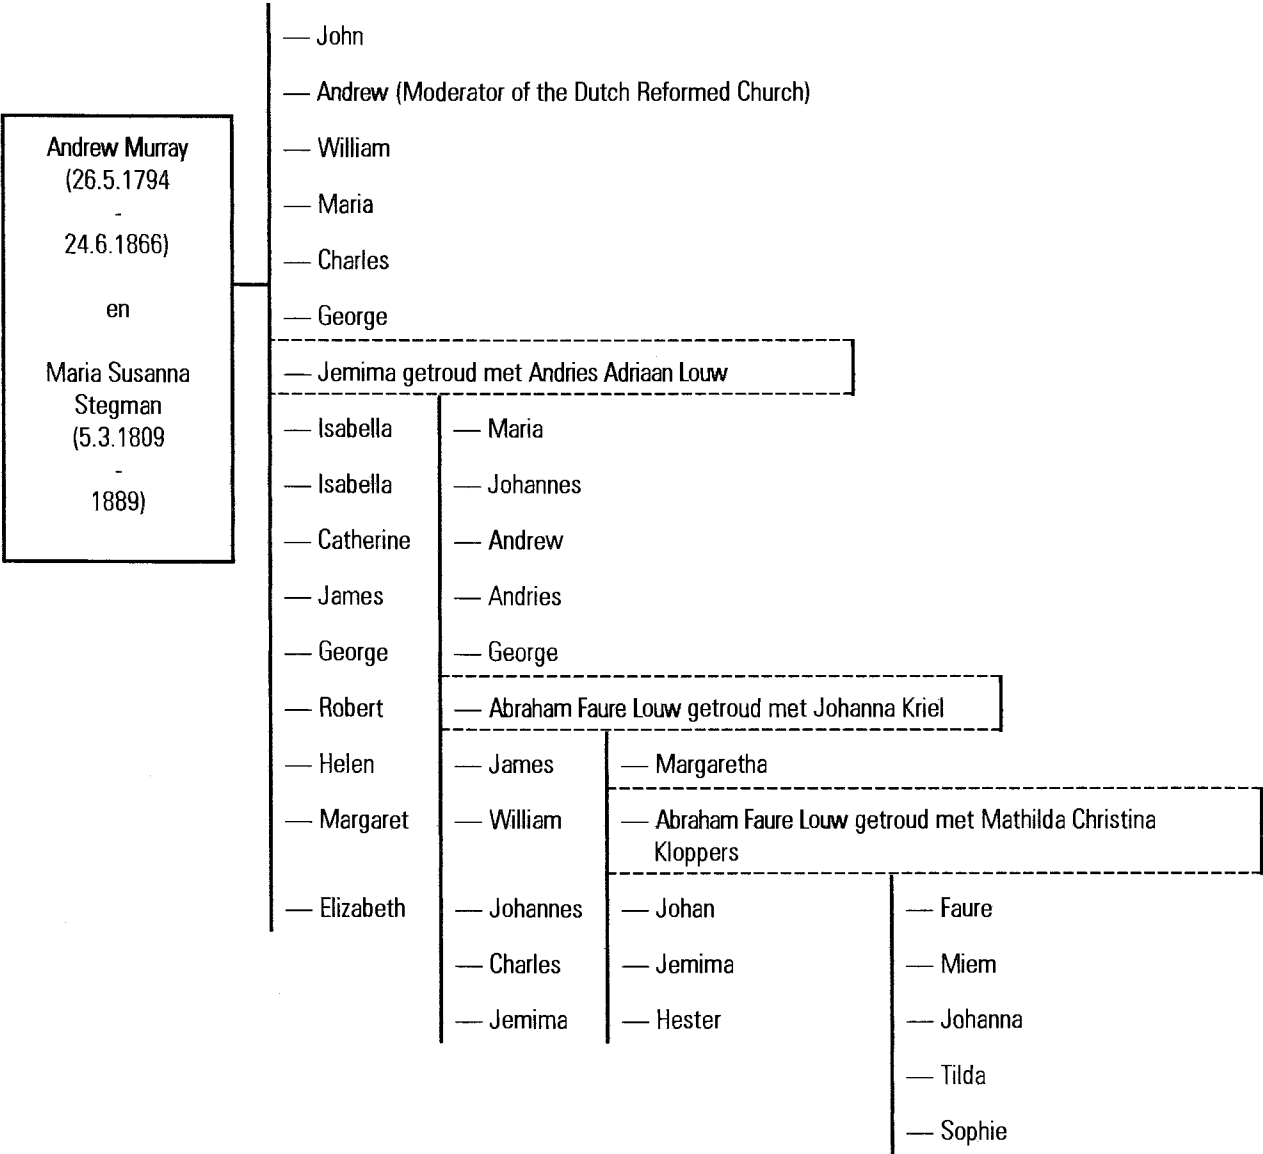 Andrew Murray
(26.5.1794
-
24.6.1866)
en
Maria Susanna
Stegman
(5.3.1809
-
1889)
— John
— Andrew (Moderator of the Dutch Reformed Church)
— William
— Maria
— Charles
— George
— Jemima getroud met Andries Adriaan Louw
— Isabella
— Isabella
— Catherine
— James
— George
— Robert
— Helen
— Margaret
— Elizabeth
— Maria
— Johannes
— Andrew
— Andries
— George
— Abraham Faure Louw getroud met Johanna Kriel
— James
— William
— Johannes
— Charles
— Jemima
— Margaretha
— Abraham Faure Louw getroud met Mathilda Christina
Kloppers
— Johan
— Jemima
— Hester
— Faure
— Miem
— Johanna
— Tilda
— Sophie